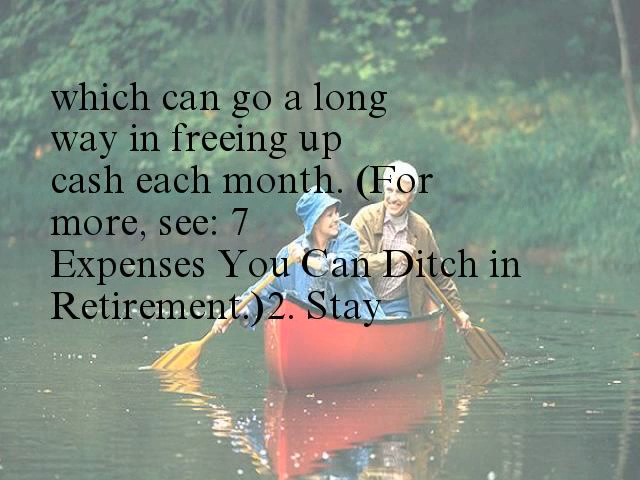 which can go a long
way in freeing up
cash each month. (For
more, see: 7
Expenses You Can Ditch in
Retirement.)2. Stay